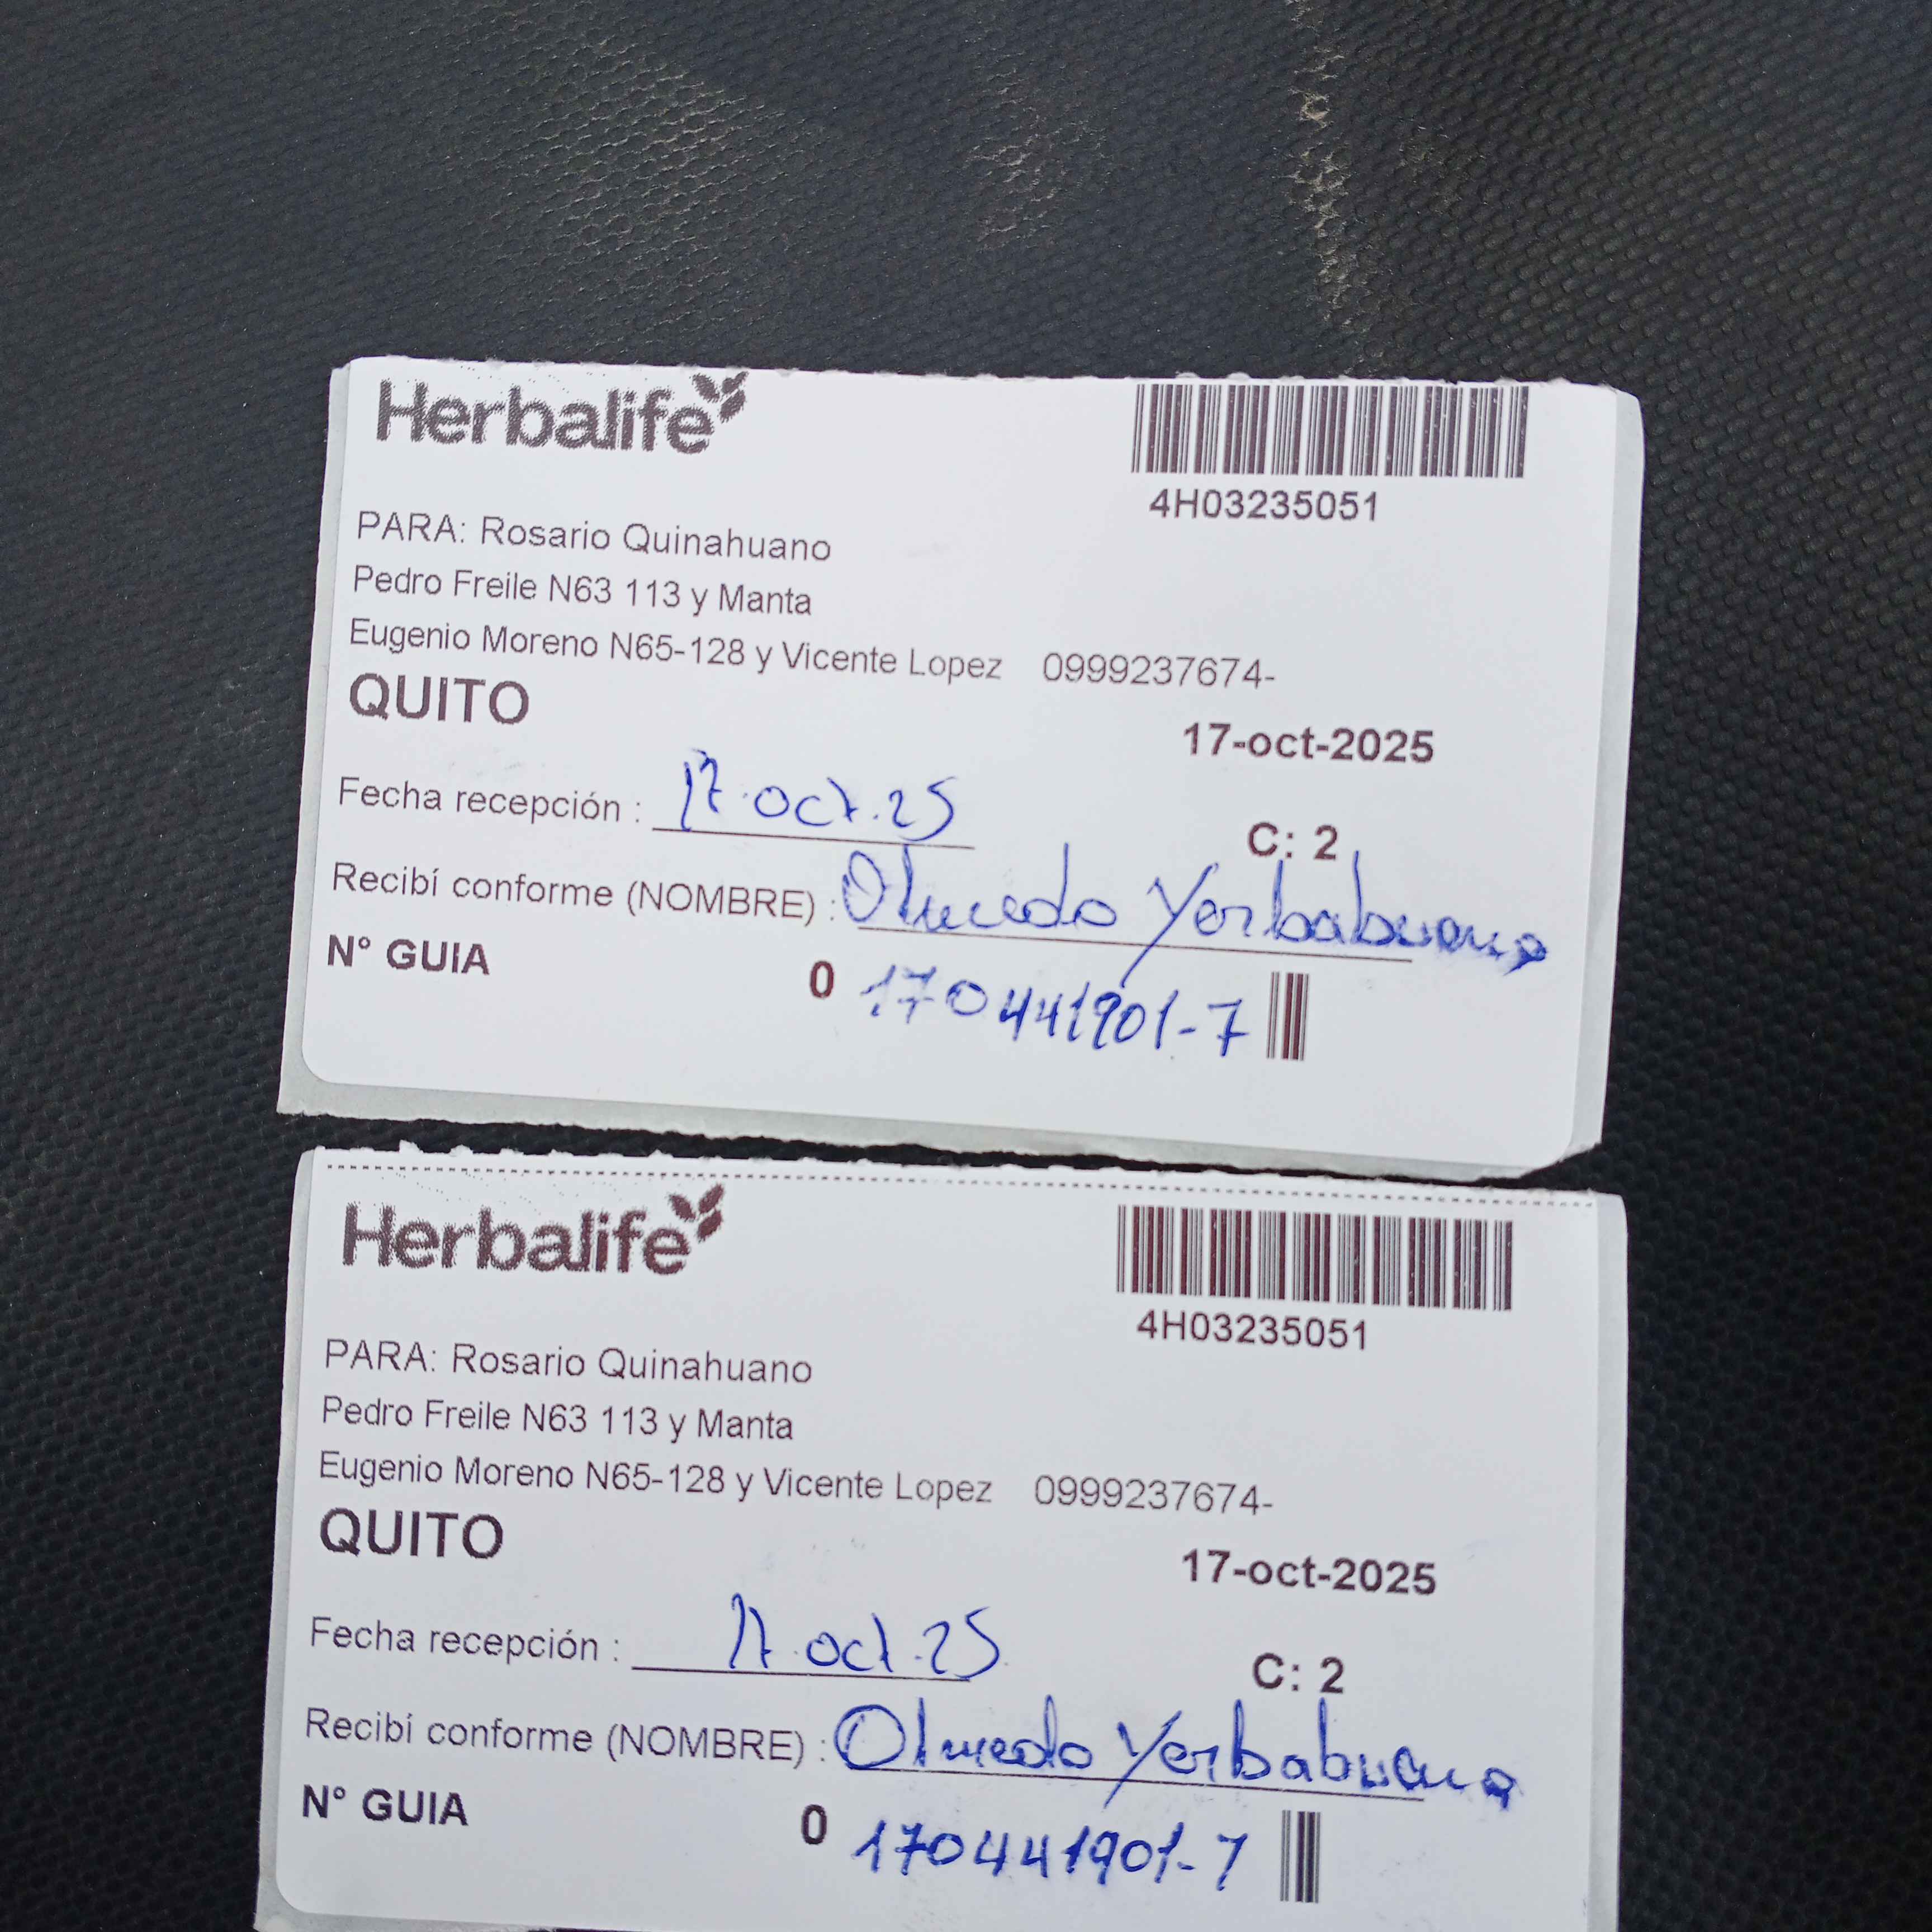 Herbalife
4H03235051
PARA: Rosario Quinahuano
Pedro Freile N63 113 y Manta
Eugenio Moreno N65-128 y Vicente Lopez 0999237674-
QUITO
17-oct-2025
Fecha recepción : 17.oct.25
C: 2
Recibí conforme (NOMBRE) : Olmedo Yerbabuena
N° GUIA 0 170441901-7
Herbalife
4H03235051
PARA: Rosario Quinahuano
Pedro Freile N63 113 y Manta
Eugenio Moreno N65-128 y Vicente Lopez 0999237674-
QUITO
17-oct-2025
Fecha recepción : 17.oct.25
C: 2
Recibí conforme (NOMBRE) : Olmedo Yerbabuena
N° GUIA 0 170441901-7